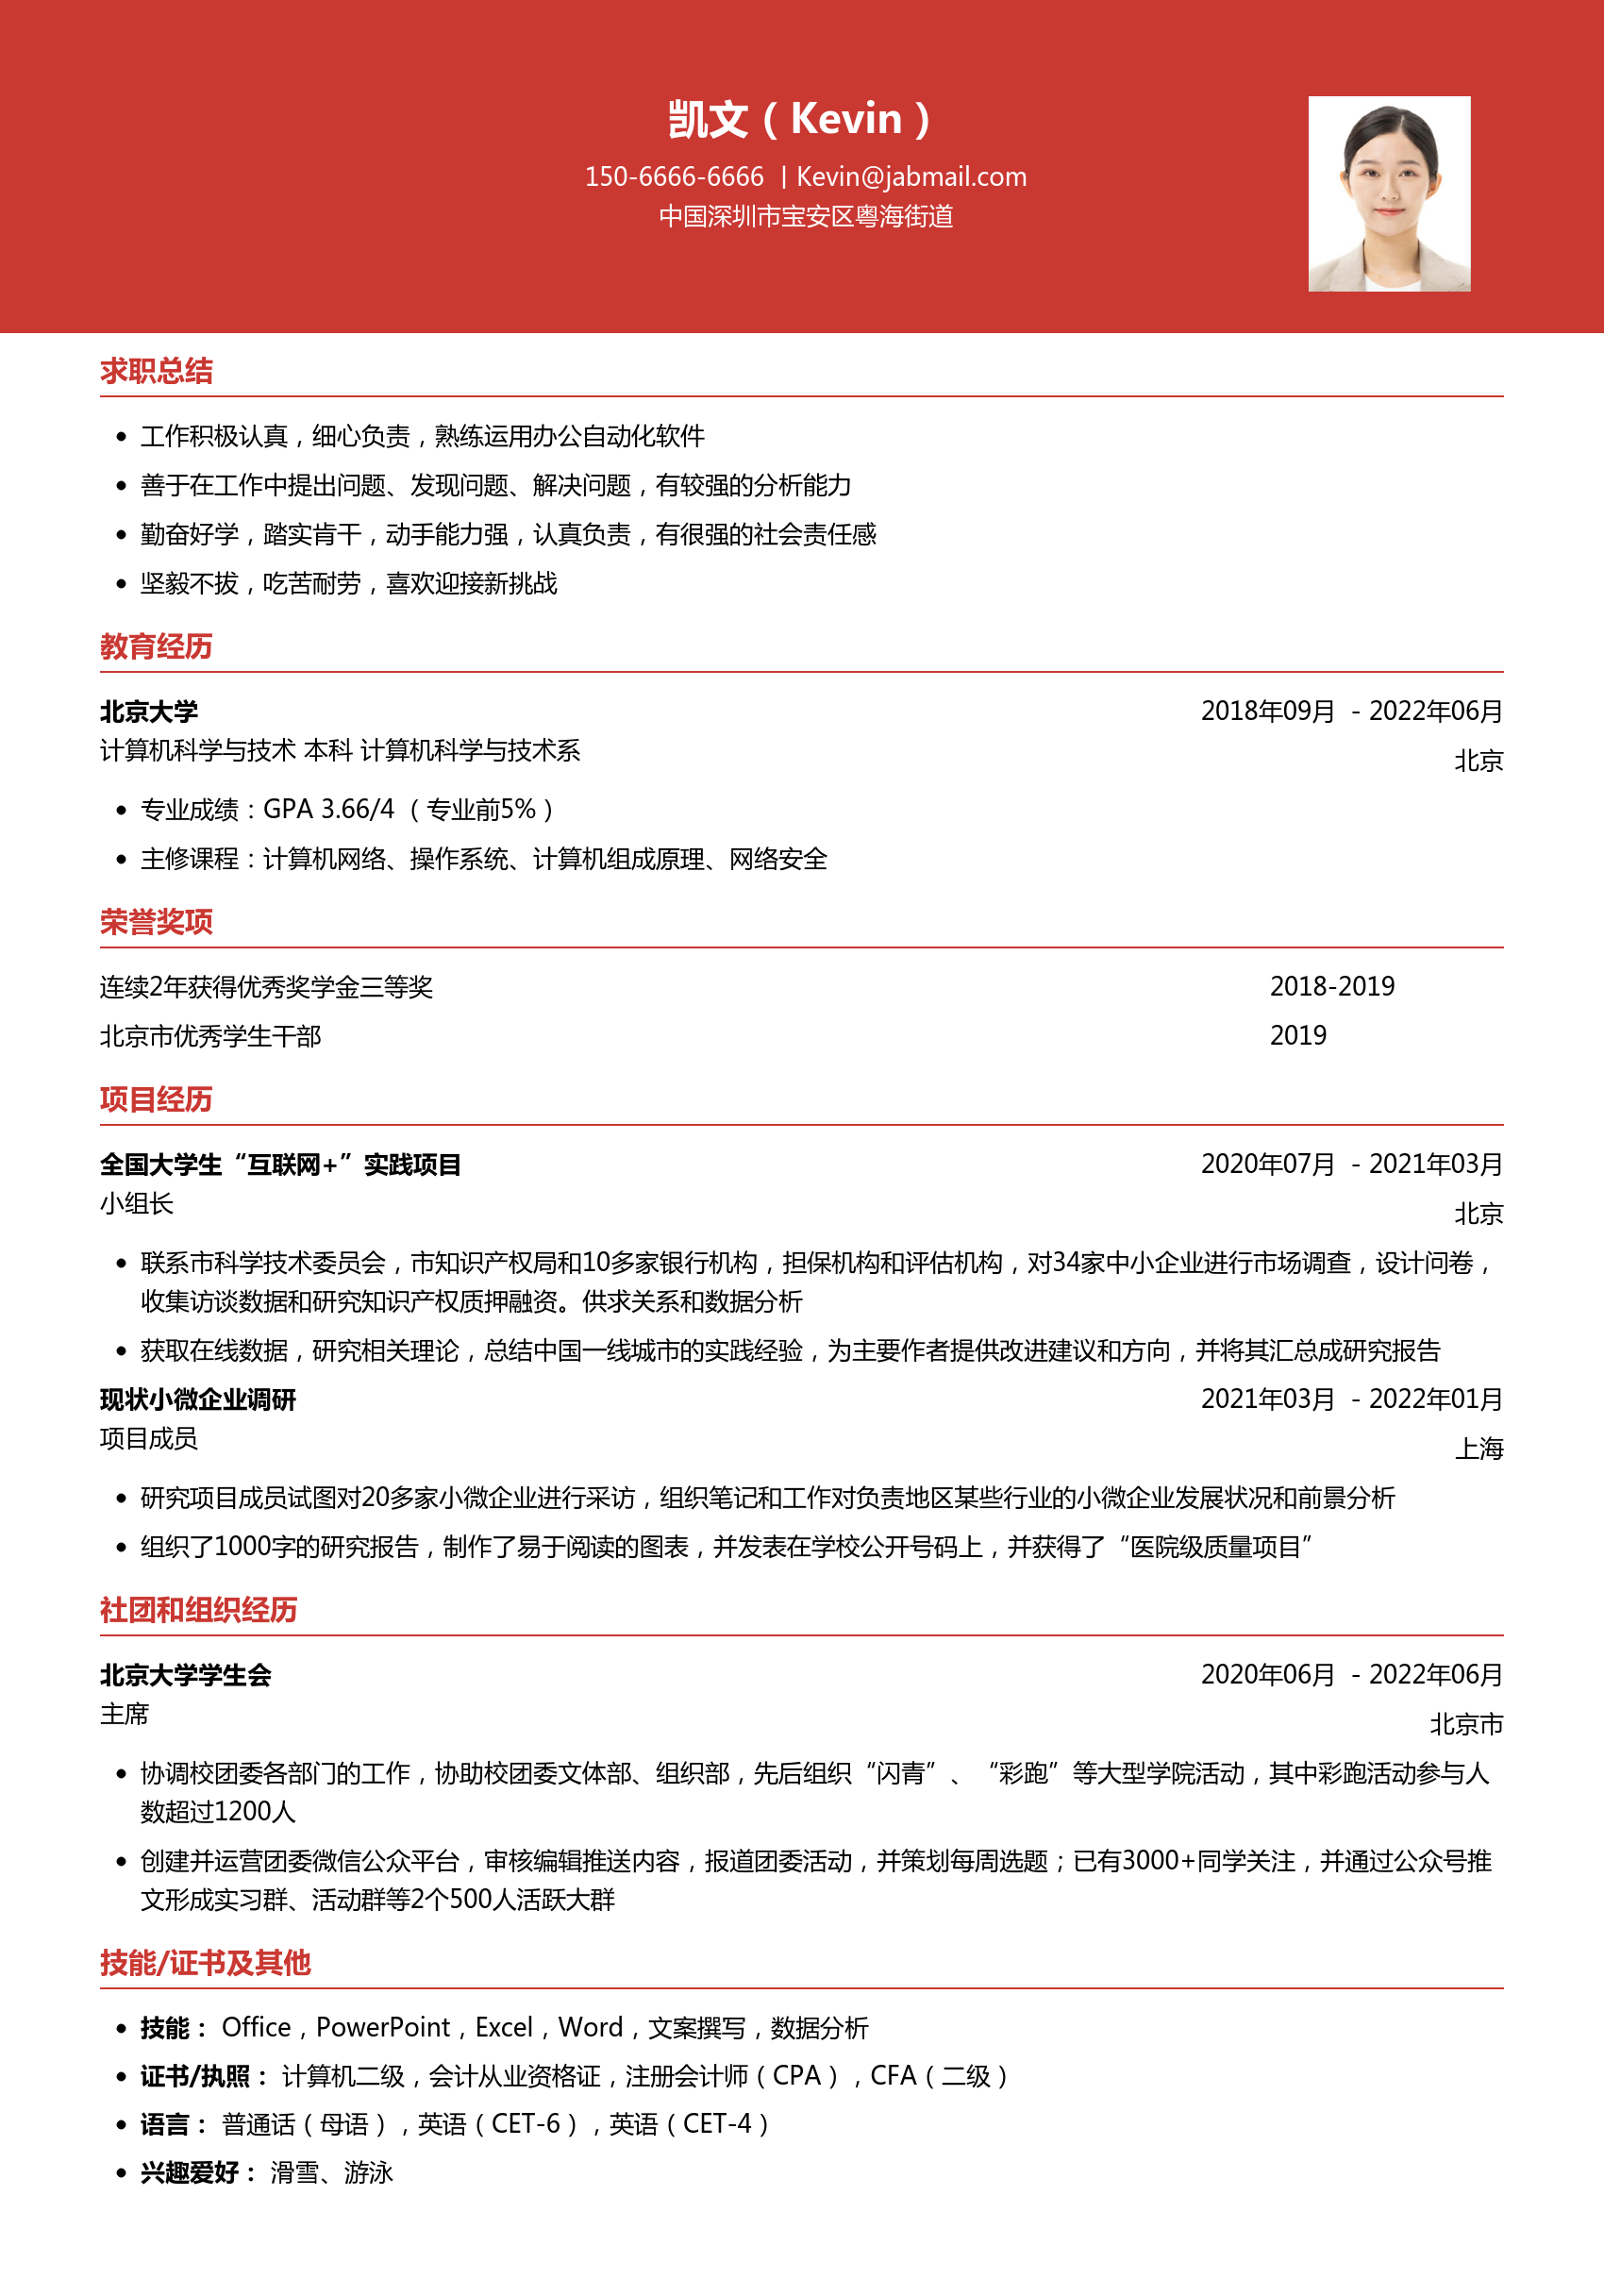 凯文（Kevin）
150-6666-6666 | Kevin@jabmail.com
中国深圳市宝安区粤海街道
求职总结
• 工作积极认真，细心负责，熟练运用办公自动化软件
• 善于在工作中提出问题、发现问题、解决问题，有较强的分析能力
• 勤奋好学，踏实肯干，动手能力强，认真负责，有很强的社会责任感
• 坚毅不拔，吃苦耐劳，喜欢迎接新挑战
教育经历
北京大学 2018年09月 - 2022年06月
计算机科学与技术 本科 计算机科学与技术系 北京
• 专业成绩：GPA 3.66/4 （专业前5%）
• 主修课程：计算机网络、操作系统、计算机组成原理、网络安全
荣誉奖项
连续2年获得优秀奖学金三等奖 2018-2019
北京市优秀学生干部 2019
项目经历
全国大学生“互联网+”实践项目 2020年07月 - 2021年03月
小组长 北京
• 联系市科学技术委员会，市知识产权局和10多家银行机构，担保机构和评估机构，对34家中小企业进行市场调查，设计问卷，
收集访谈数据和研究知识产权质押融资。供求关系和数据分析
• 获取在线数据，研究相关理论，总结中国一线城市的实践经验，为主要作者提供改进建议和方向，并将其汇总成研究报告
现状小微企业调研 2021年03月 - 2022年01月
项目成员 上海
• 研究项目成员试图对20多家小微企业进行采访，组织笔记和工作对负责地区某些行业的小微企业发展状况和前景分析
• 组织了1000字的研究报告，制作了易于阅读的图表，并发表在学校公开号码上，并获得了“医院级质量项目”
社团和组织经历
北京大学学生会 2020年06月 - 2022年06月
主席 北京市
• 协调校团委各部门的工作，协助校团委文体部、组织部，先后组织“闪青”、“彩跑”等大型学院活动，其中彩跑活动参与人
数超过1200人
• 创建并运营团委微信公众平台，审核编辑推送内容，报道团委活动，并策划每周选题；已有3000+同学关注，并通过公众号推
文形成实习群、活动群等2个500人活跃大群
技能/证书及其他
• 技能： Office，PowerPoint，Excel，Word，文案撰写，数据分析
• 证书/执照： 计算机二级，会计从业资格证，注册会计师（CPA），CFA（二级）
• 语言： 普通话（母语），英语（CET-6），英语（CET-4）
• 兴趣爱好： 滑雪、游泳